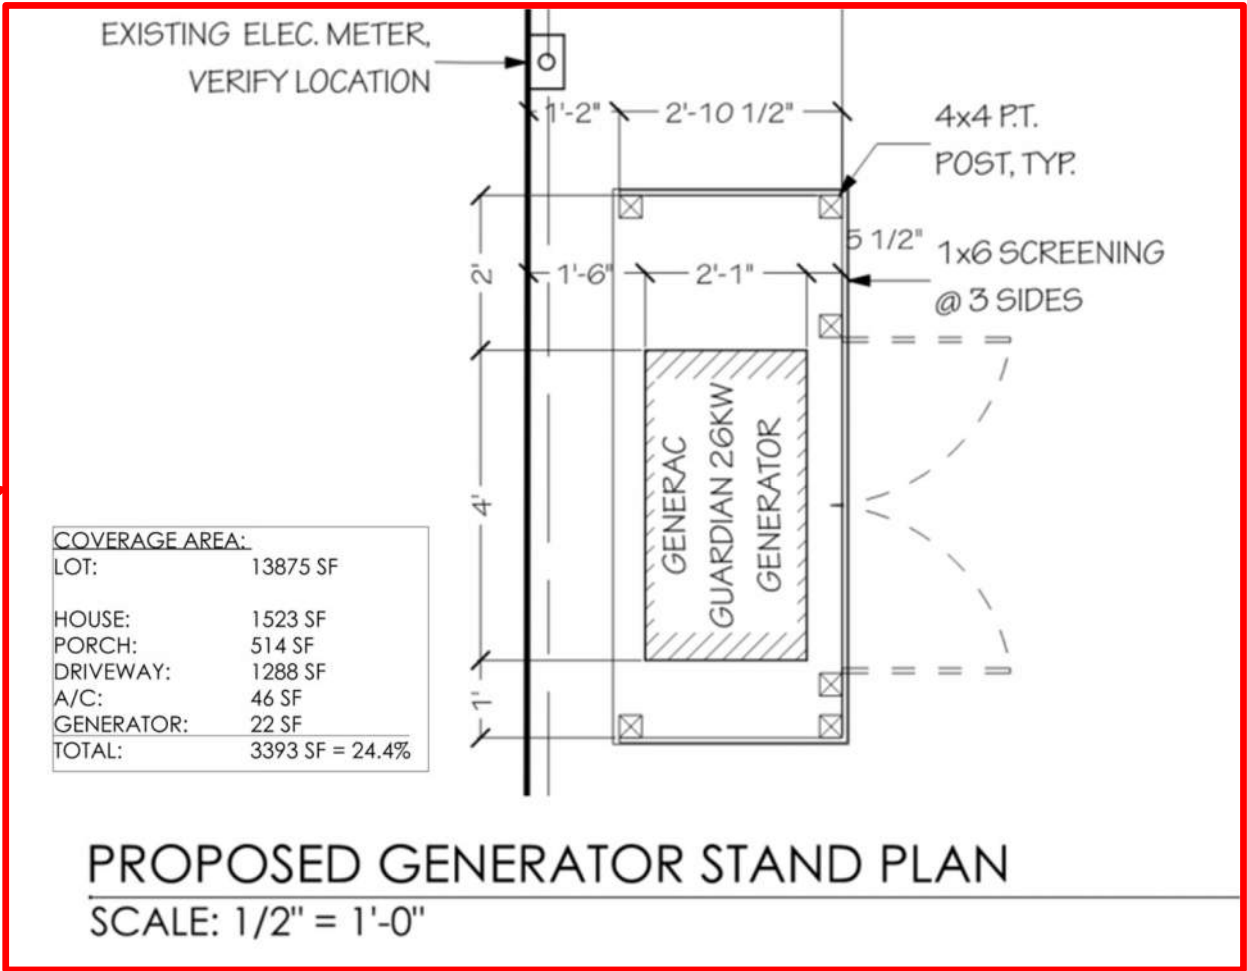 EXISTING ELEC. METER,
VERIFY LOCATION
1'-2"
2'-10 1/2"
4x4 P.T.
POST, TYP.
5 1/2"
1x6 SCREENING
@ 3 SIDES
2'
1'-6"
2'-1"
4'
1'
GENERAC
GUARDIAN 26KW
GENERATOR
COVERAGE AREA:
LOT: 13875 SF
HOUSE: 1523 SF
PORCH: 514 SF
DRIVEWAY: 1288 SF
A/C: 46 SF
GENERATOR: 22 SF
TOTAL: 3393 SF = 24.4%
PROPOSED GENERATOR STAND PLAN
SCALE: 1/2" = 1'-0"